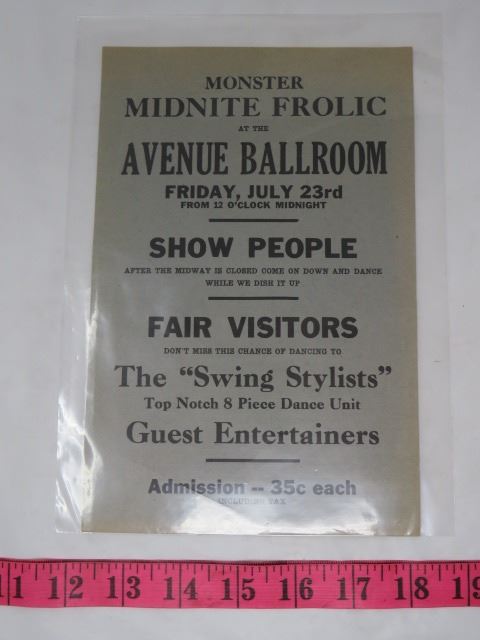 MONSTER
MIDNITE FROLIC
AT THE
AVENUE BALLROOM
FRIDAY, JULY 23rd
FROM 12 O'CLOCK MIDNIGHT
SHOW PEOPLE
AFTER THE MIDWAY IS CLOSED COME ON DOWN AND DANCE
WHILE WE DISH IT UP
FAIR VISITORS
DON'T MISS THIS CHANCE OF DANCING TO
The "Swing Stylists"
Top Notch 8 Piece Dance Unit
Guest Entertainers
Admission -- 35c each
INCLUDING TAX
11 12 13 14 15 16 17 18 19